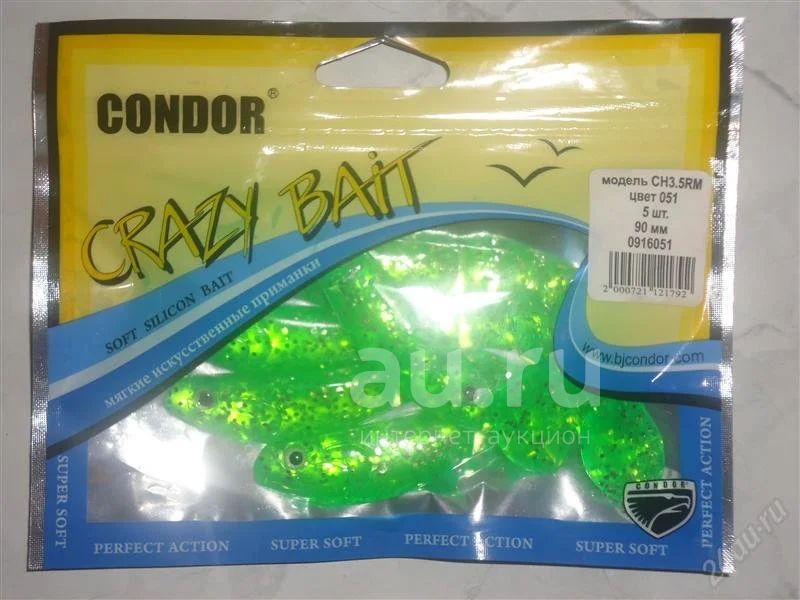 CONDOR®
CRAZY BAIT
SOFT SILICON BAIT
мягкие искусственные приманки
модель CH3.5RM
цвет 051
5 шт.
90 мм
0916051
2 000721 121792
www.bjcondor.com
au.ru
интернет-аукцион
CONDOR
SUPER SOFT
PERFECT ACTION
SUPER SOFT
PERFECT ACTION
SUPER SOFT
PERFECT ACTION
24au.ru